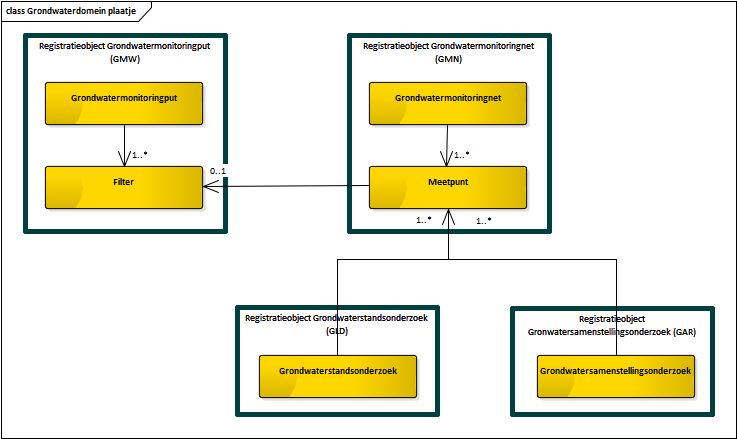 class Grondwaterdomein plaatje
Registratieobject Grondwatermonitoringput
(GMW)
Grondwatermonitoringput
1..*
Filter
Registratieobject Grondwatermonitoringnet
(GMN)
Grondwatermonitoringnet
1..*
Meetpunt
0..1
1..*
1..*
Registratieobject Grondwaterstandsonderzoek
(GLD)
Grondwaterstandsonderzoek
Registratieobject
Gronwatersamenstellingsonderzoek (GAR)
Grondwatersamenstellingsonderzoek